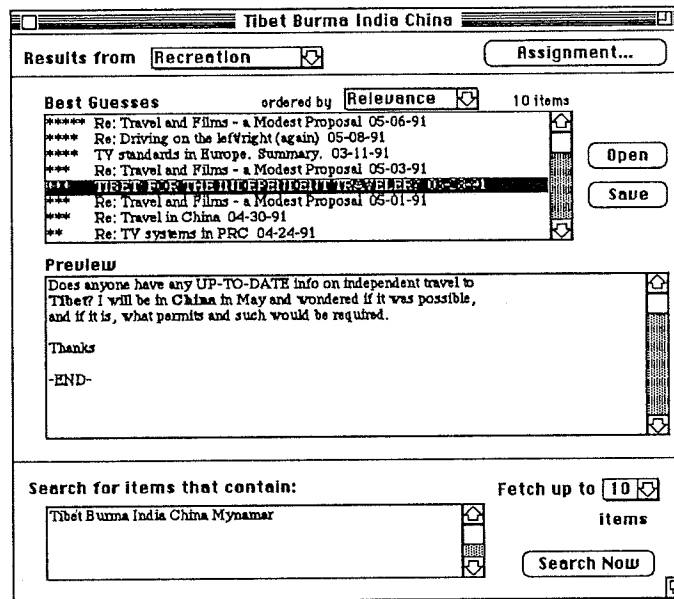 Tibet Burma India China
Results from Recreation Assignment...
Best Guesses ordered by Relevance 10 items
***** Re: Travel and Films - a Modest Proposal 05-06-91
**** Re: Driving on the left/right (again) 05-08-91
**** TV standards in Europe. Summary. 03-11-91
*** Re: Travel and Films - a Modest Proposal 05-03-91
*** TIBET FOR THE INDEPENDENT TRAVELER?
*** Re: Travel and Films - a Modest Proposal 05-01-91
*** Re: Travel in China 04-30-91
** Re: TV systems in PRC 04-24-91
Open
Save
Preview
Does anyone have any UP-TO-DATE info on independent travel to
Tibet? I will be in China in May and wondered if it was possible,
and if it is, what permits and such would be required.
Thanks
-END-
Search for items that contain:
Tibet Burma India China Mynamar
Fetch up to 10
items
Search Now